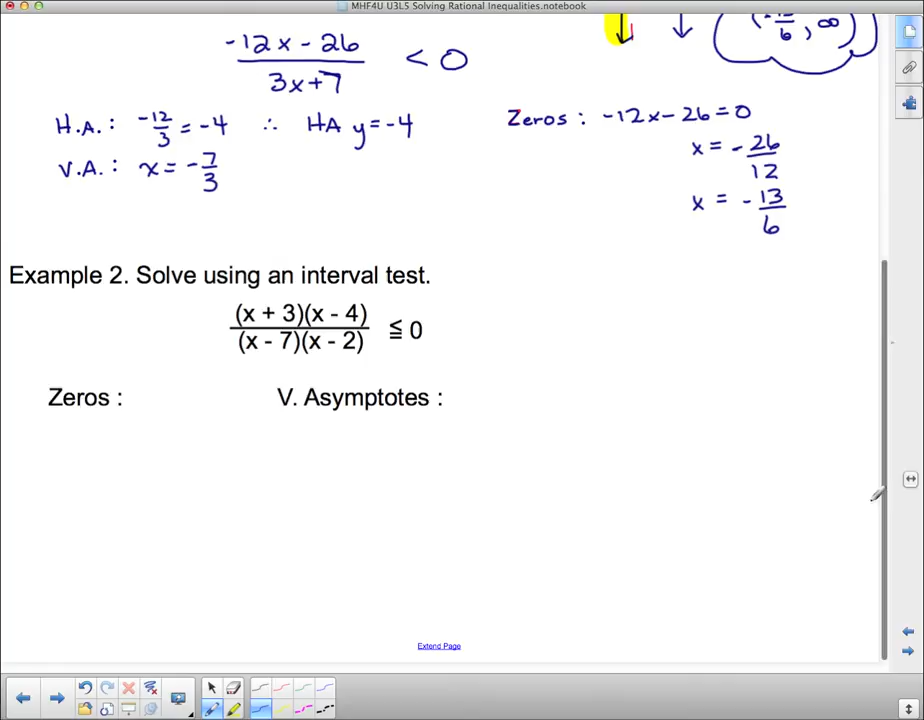 MHF4U U3L5 Solving Rational Inequalities.notebook
-12x - 26
3x+7
< 0
6 , ∞)
H.A. : -12/3 = -4 ∴ HA y = -4
V.A. : x = -7/3
Zeros : -12x - 26 = 0
x = -26/12
x = -13/6
Example 2. Solve using an interval test.
(x + 3)(x - 4)
(x - 7)(x - 2)
≦ 0
Zeros : V. Asymptotes :
Extend Page